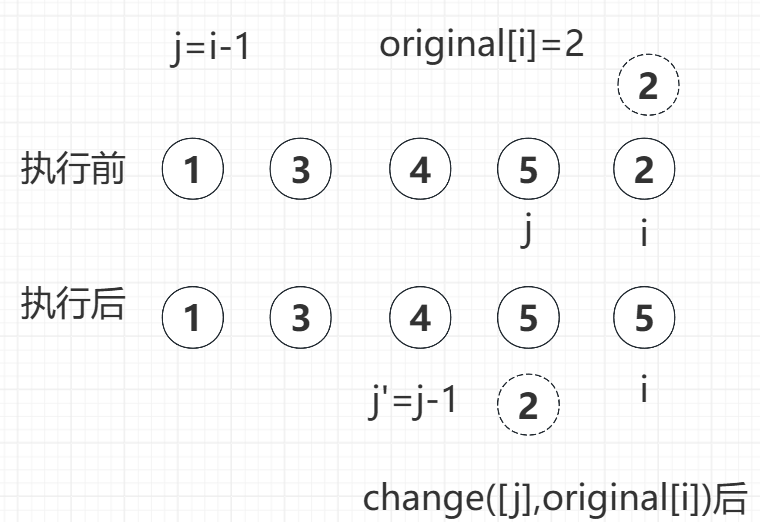 j=i-1 original[i]=2
2
执行前 1 3 4 5 2
j i
执行后 1 3 4 5 5
j'=j-1 2 i
change([j],original[i])后